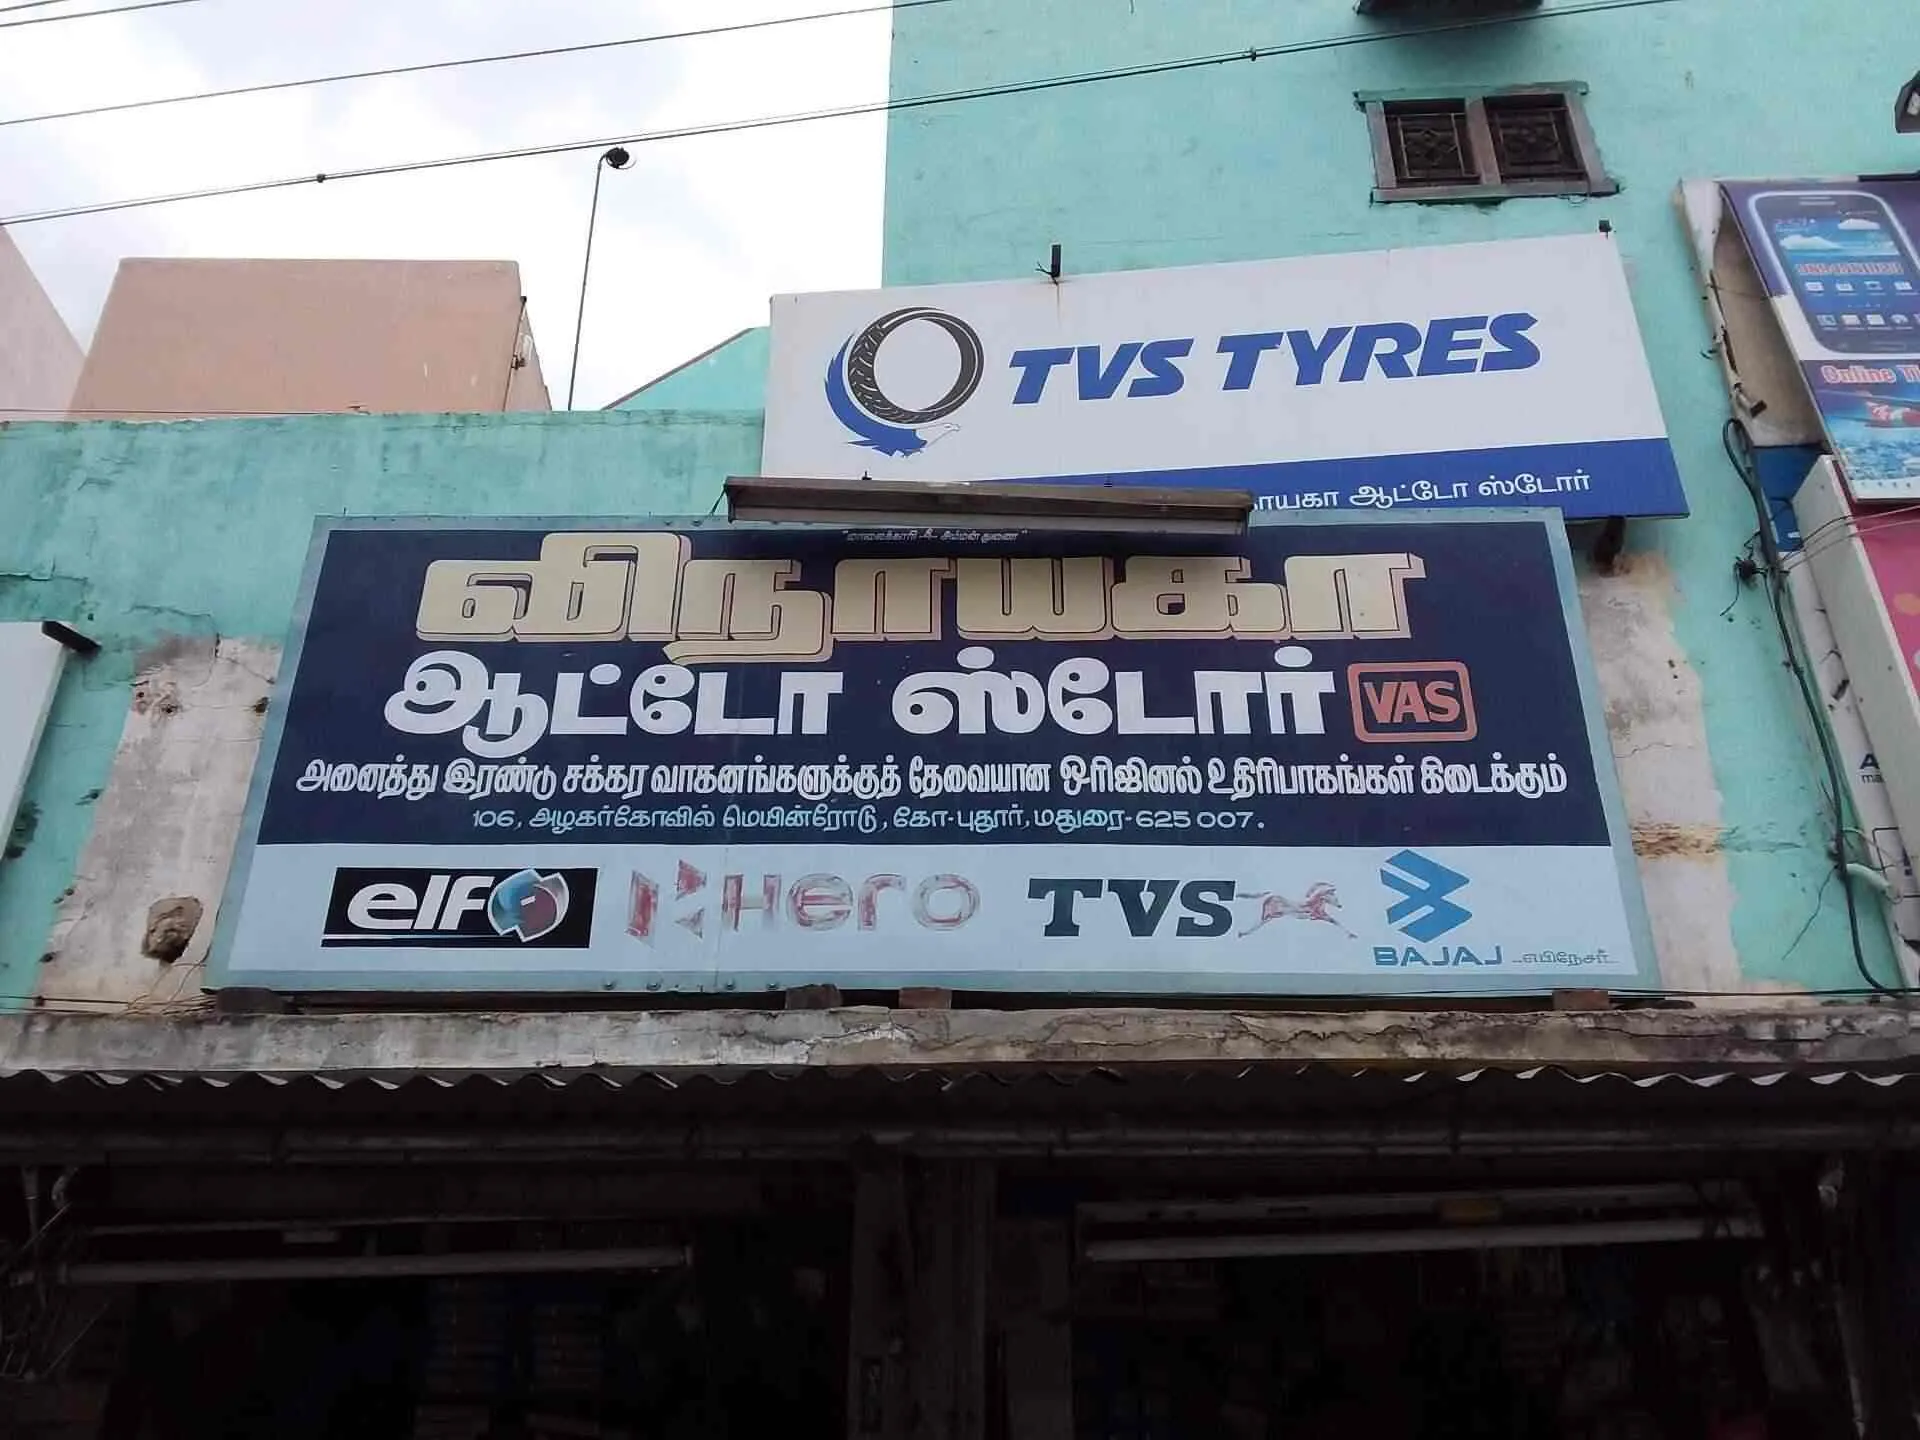 TVS TYRES
ஆட்டோ ஸ்டோர்
விநாயகா
ஆட்டோ ஸ்டோர் VAS
அனைத்து இரண்டு சக்கர வாகனங்களுக்குத் தேவையான ஒரிஜினல் உதிரிபாகங்கள் கிடைக்கும்
106, அழகர்கோவில் மெயின்ரோடு, கோ-புதூர், மதுரை-625 007.
elf Hero TVS BAJAJ
Online